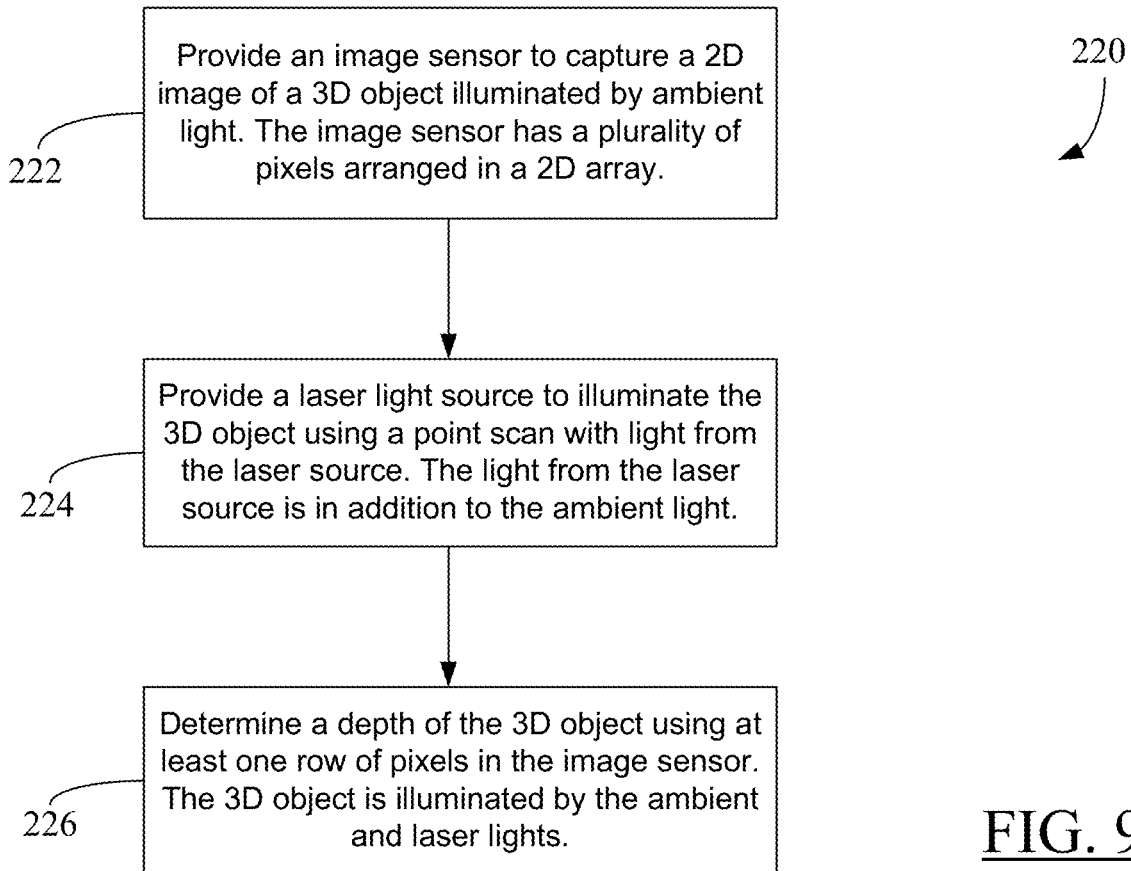 Provide an image sensor to capture a 2D
image of a 3D object illuminated by ambient
light. The image sensor has a plurality of
pixels arranged in a 2D array.
220
222
Provide a laser light source to illuminate the
3D object using a point scan with light from
the laser source. The light from the laser
source is in addition to the ambient light.
224
Determine a depth of the 3D object using at
least one row of pixels in the image sensor.
The 3D object is illuminated by the ambient
and laser lights.
226
FIG. 9